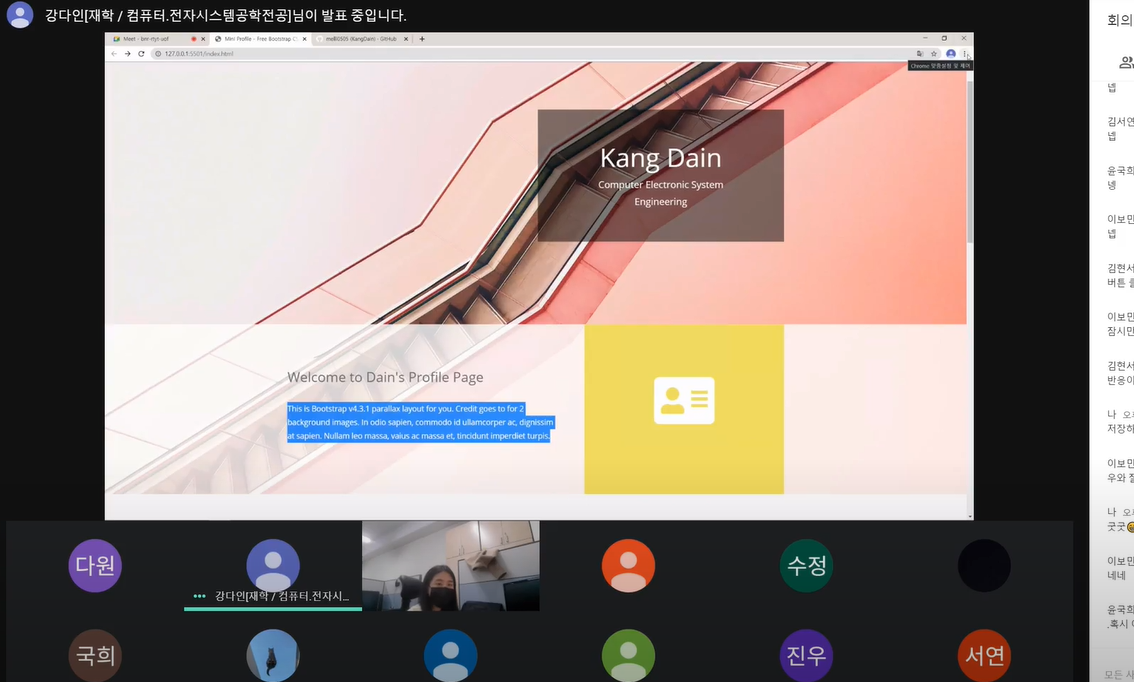 강다인[재학 / 컴퓨터.전자시스템공학전공]님이 발표 중입니다.
회의
Mini Profile - Free Bootstrap C
127.0.0.1:5501/index.html
Chrome 맞춤설정 및 제어
Kang Dain
Computer Electronic System
Engineering
Welcome to Dain's Profile Page
This is Bootstrap v4.3.1 parallax layout for you. Credit goes to for 2
background images. In odio sapien, commodo id ullamcorper ac, dignissim
at sapien. Nullam leo massa, vaius ac massa et, tincidunt imperdiet turpis.
넵
김서연
넵
윤국희
넹
이보민
넵
김현서
버튼 클
이보민
잠시만
김현서
반응이
나 오
저장하
이보민
우와 잘
나 오
굿굿
이보민
네네
윤국희
.혹시
모든 사
다원
강다인[재학 / 컴퓨터.전자시...
수정
국희
진우
서연